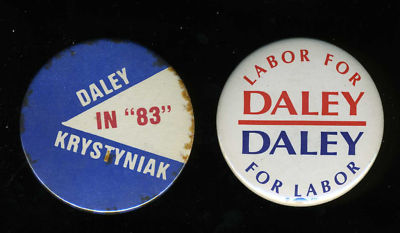 DALEY
IN "83"
KRYSTYNIAK
LABOR FOR
DALEY
DALEY
FOR LABOR